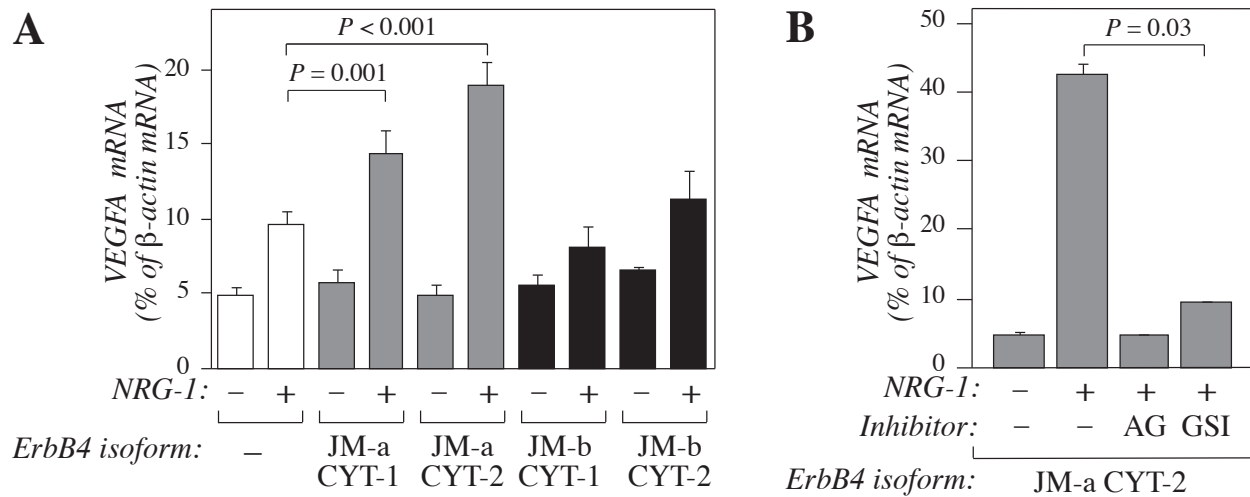 A
VEGFA mRNA
(% of β-actin mRNA)
20
15
10
5
0
P < 0.001
P = 0.001
NRG-1: – + – + – + – + – +
ErbB4 isoform: – JM-a JM-a JM-b JM-b
CYT-1 CYT-2 CYT-1 CYT-2
B
VEGFA mRNA
(% of β-actin mRNA)
50
40
30
20
10
0
P = 0.03
NRG-1: – + + +
Inhibitor: – – AG GSI
ErbB4 isoform: JM-a CYT-2